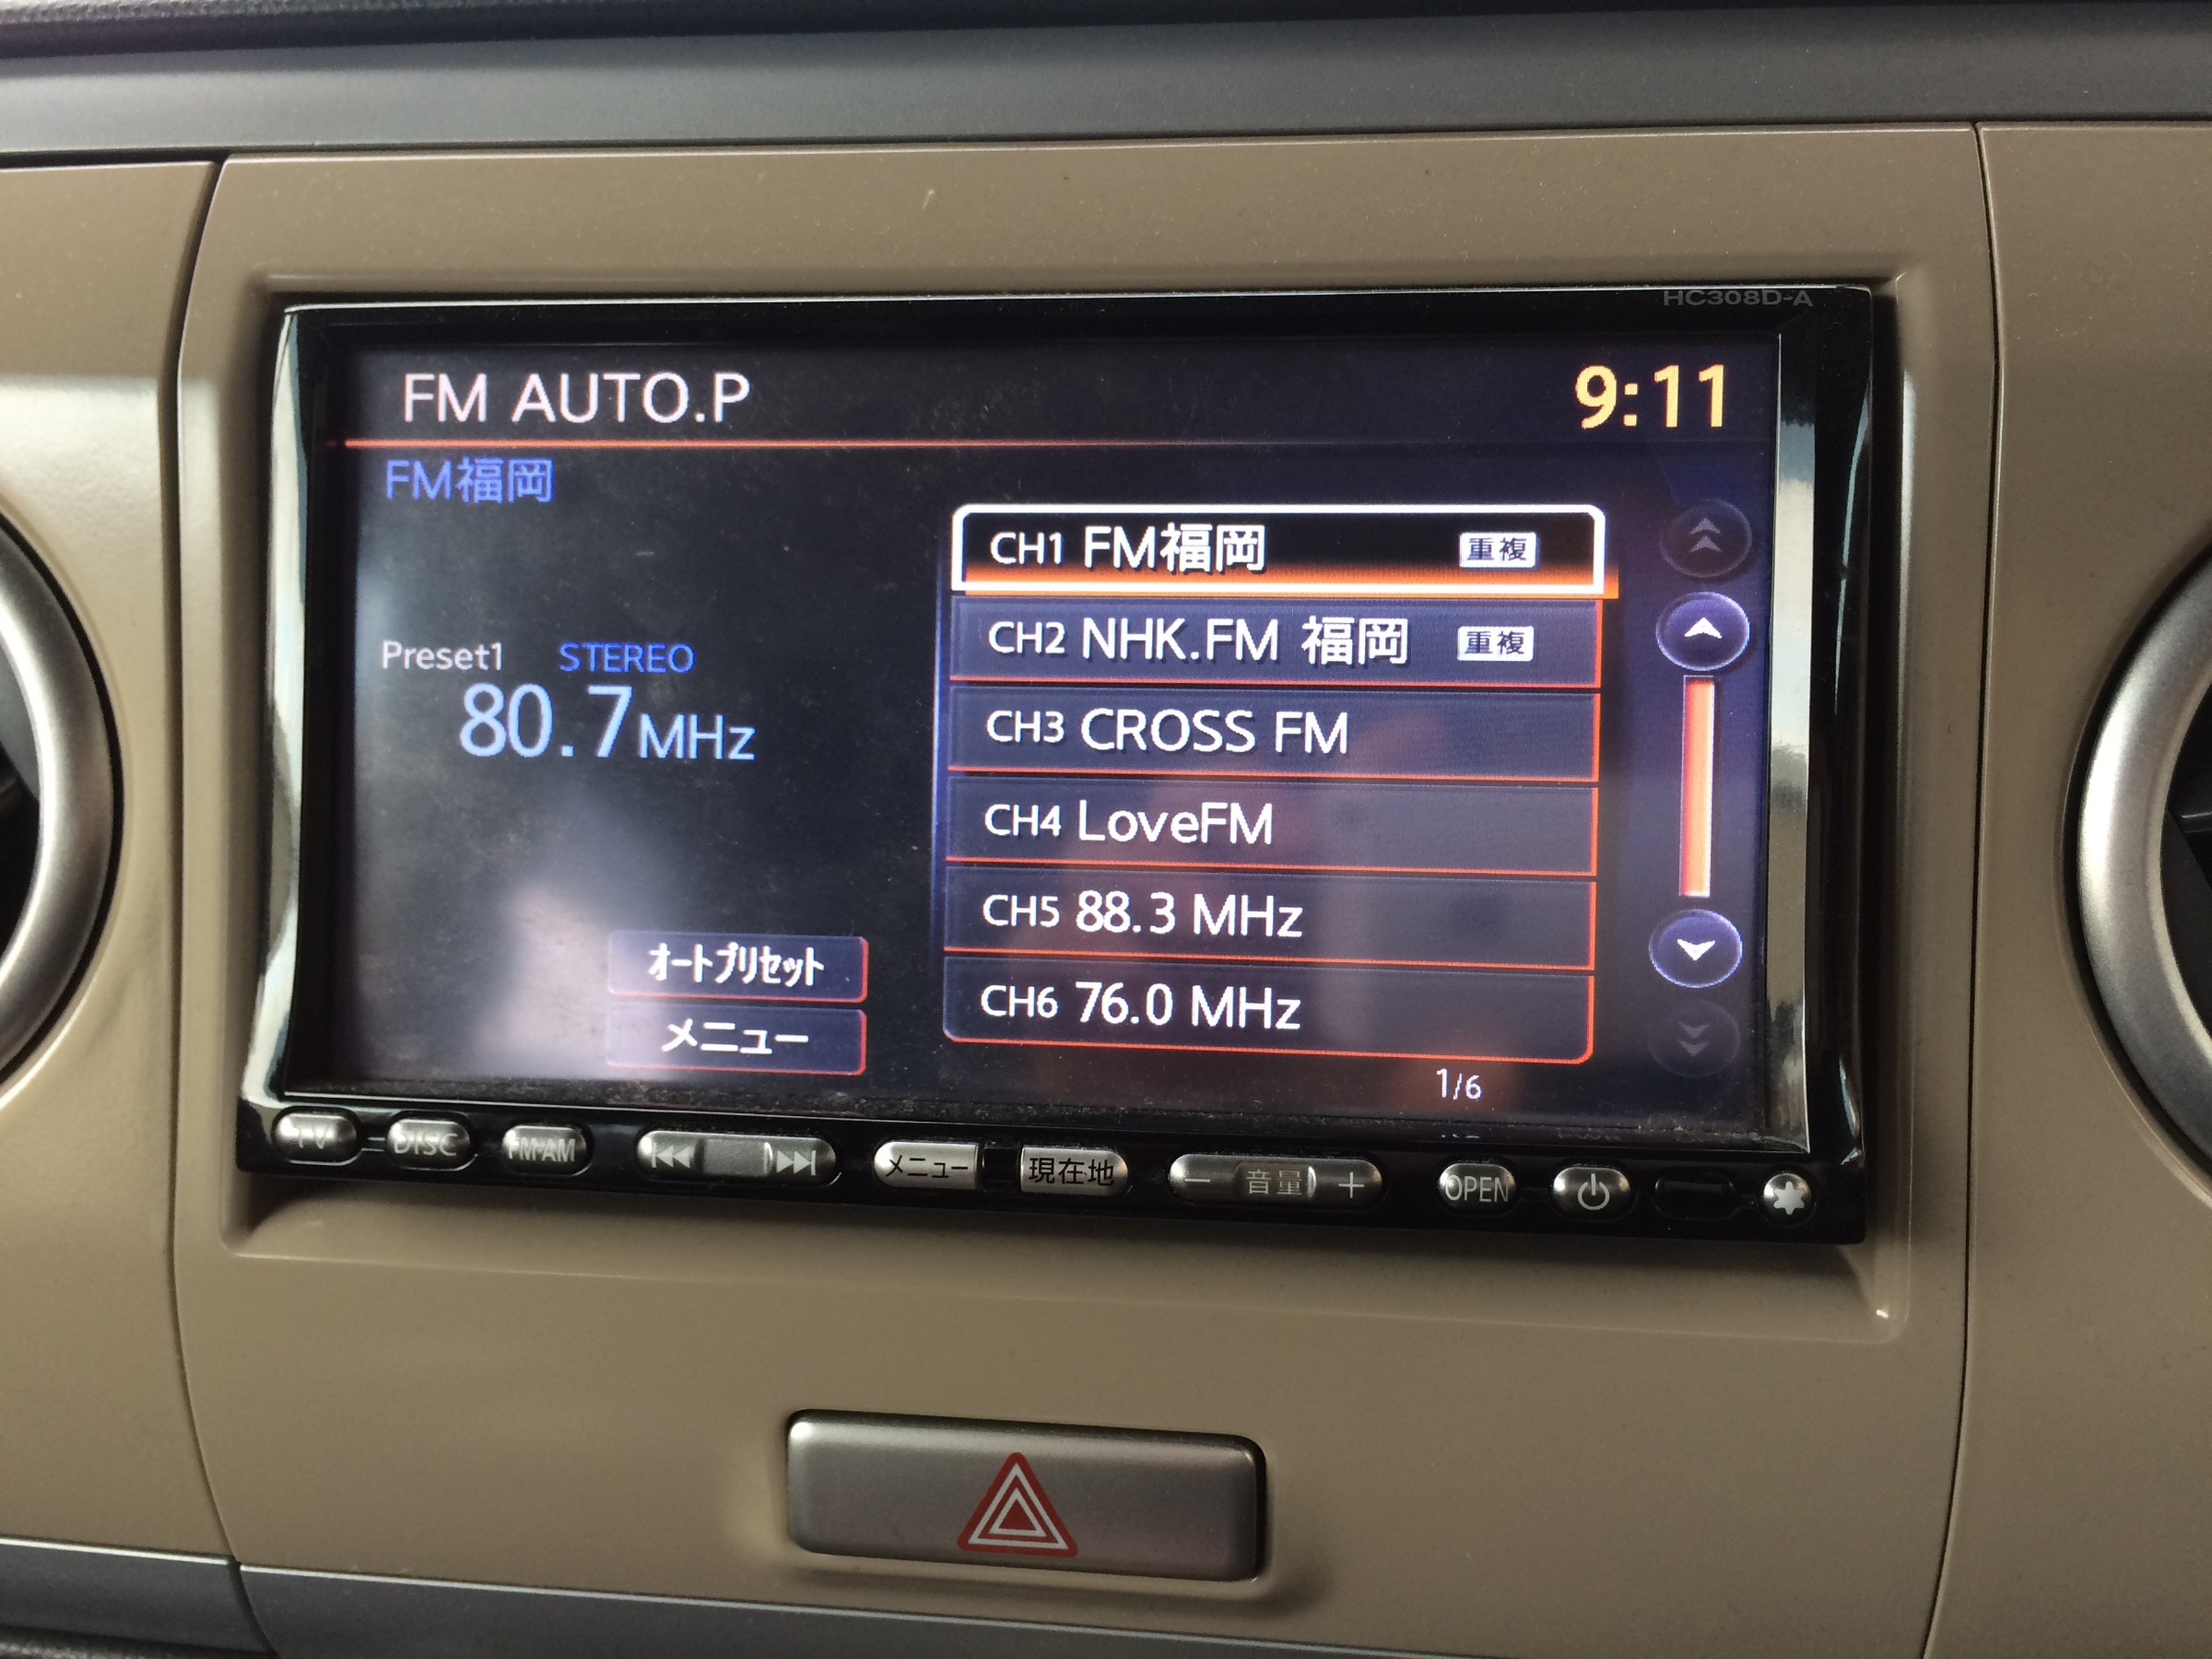 HC308D-A
FM AUTO.P
9:11
FM福岡
Preset1 STEREO
80.7MHz
CH1 FM福岡 重複
CH2 NHK.FM 福岡 重複
CH3 CROSS FM
CH4 LoveFM
CH5 88.3 MHz
CH6 76.0 MHz
1/6
オートプリセット
メニュー
TV DISC FM·AM メニュー 現在地 − 音量 + OPEN